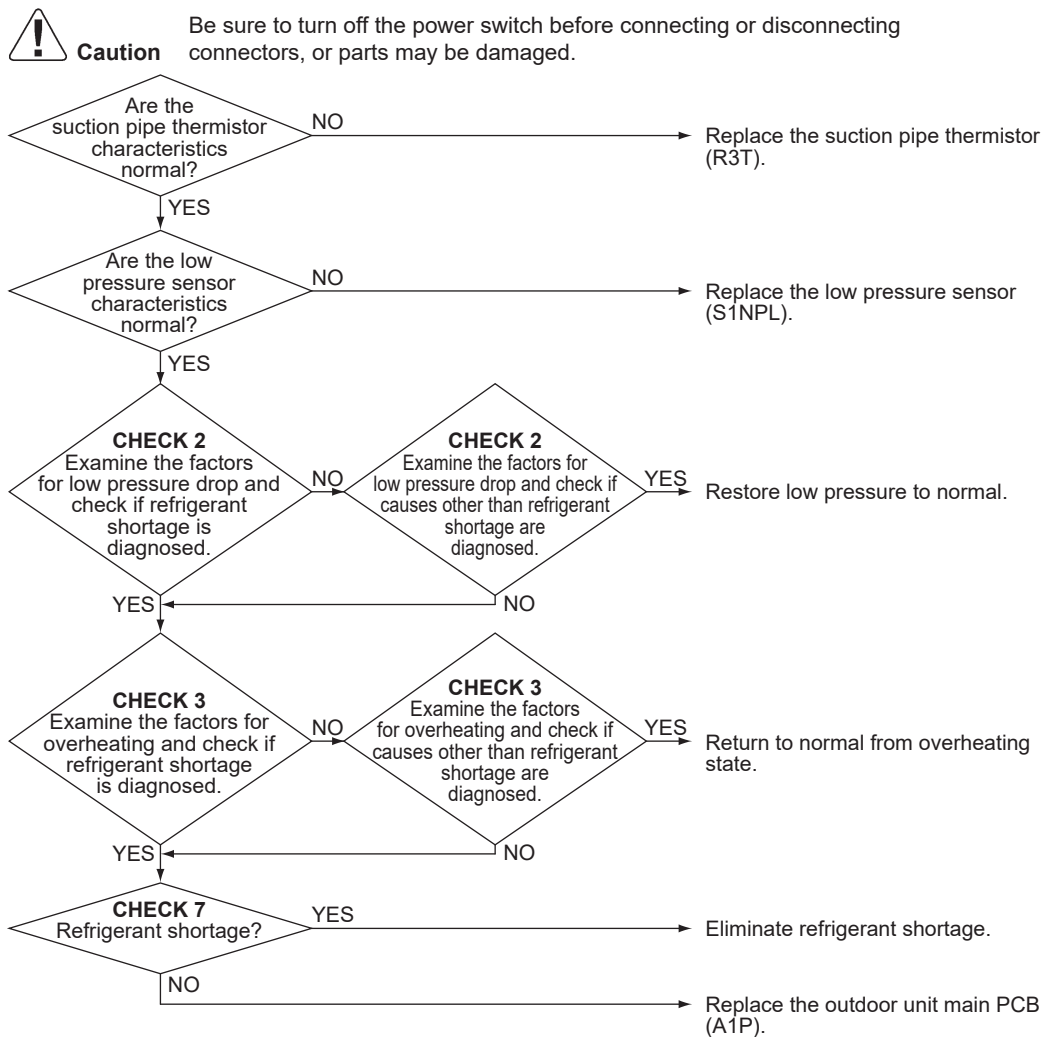 Be sure to turn off the power switch before connecting or disconnecting
Caution connectors, or parts may be damaged.
Are the
suction pipe thermistor
characteristics
normal?
NO
Replace the suction pipe thermistor
(R3T).
YES
Are the low
pressure sensor
characteristics
normal?
NO
Replace the low pressure sensor
(S1NPL).
YES
CHECK 2
Examine the factors
for low pressure drop and
check if refrigerant
shortage is
diagnosed.
NO
CHECK 2
Examine the factors for
low pressure drop and check if
causes other than refrigerant
shortage are
diagnosed.
YES
Restore low pressure to normal.
YES
NO
CHECK 3
Examine the factors for
overheating and check if
refrigerant shortage
is diagnosed.
NO
CHECK 3
Examine the factors
for overheating and check if
causes other than refrigerant
shortage are
diagnosed.
YES
Return to normal from overheating
state.
YES
NO
CHECK 7
Refrigerant shortage?
YES
Eliminate refrigerant shortage.
NO
Replace the outdoor unit main PCB
(A1P).